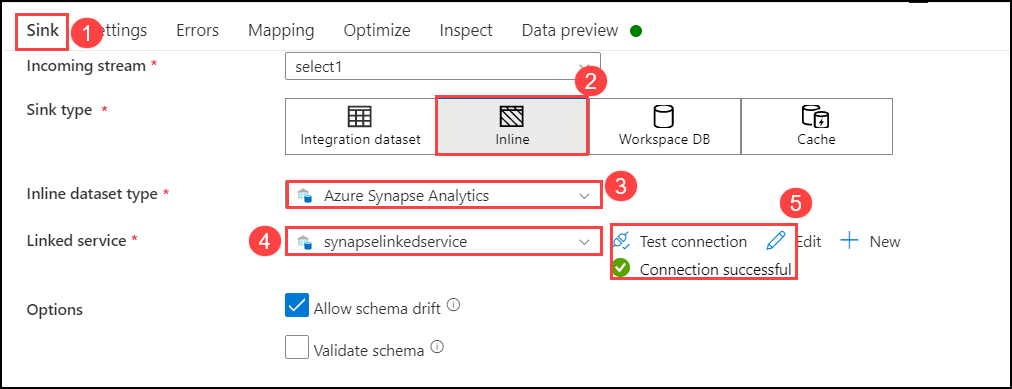 Sink 1 ettings Errors Mapping Optimize Inspect Data preview
Incoming stream * select1
2
Sink type * Integration dataset Inline Workspace DB Cache
Inline dataset type * Azure Synapse Analytics 3 5
Linked service * 4 synapselinkedservice Test connection Edit New
Connection successful
Options Allow schema drift
Validate schema